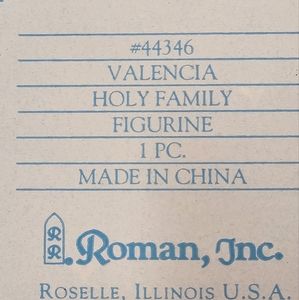 #44346
VALENCIA
HOLY FAMILY
FIGURINE
1 PC.
MADE IN CHINA
RR. Roman, Inc.
ROSELLE, ILLINOIS U.S.A.